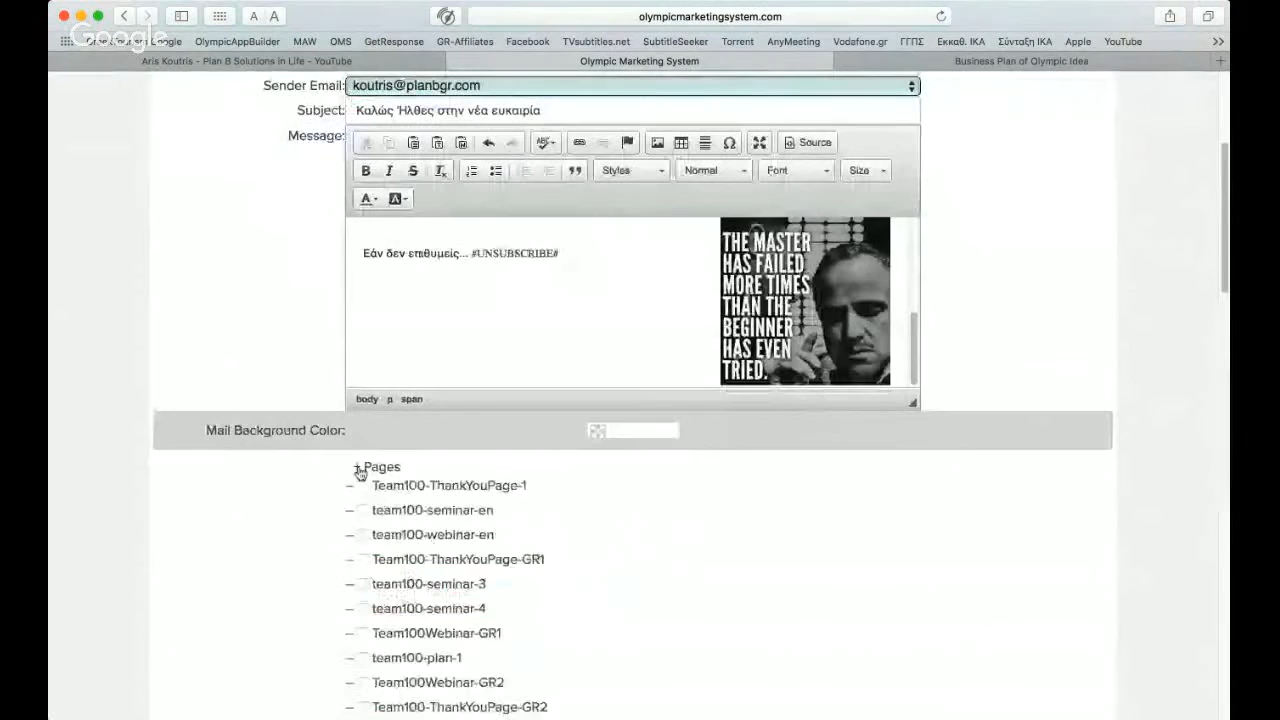 olympicmarketingsystem.com
Google
OlympicAppBuilder MAW OMS GetResponse GR-Affiliates Facebook TVsubtitles.net SubtitleSeeker Torrent AnyMeeting Vodafone.gr ΓΓΠΣ Εκκαθ. ΙΚΑ Σύνταξη ΙΚΑ Apple YouTube
Aris Koutris - Plan B Solutions in Life - YouTube
Olympic Marketing System
Business Plan of Olympic Idea
Sender Email: koutris@planbgr.com
Subject: Καλώς Ήλθες στην νέα ευκαιρία
Message:
Source
Styles Normal Font Size
Εάν δεν επιθυμείς... #UNSUBSCRIBE#
THE MASTER
HAS FAILED
MORE TIMES
THAN THE
BEGINNER
HAS EVEN
TRIED.
body p span
Mail Background Color:
Pages
Team100-ThankYouPage-1
team100-seminar-en
team100-webinar-en
Team100-ThankYouPage-GR1
team100-seminar-3
team100-seminar-4
Team100Webinar-GR1
team100-plan-1
Team100Webinar-GR2
Team100-ThankYouPage-GR2